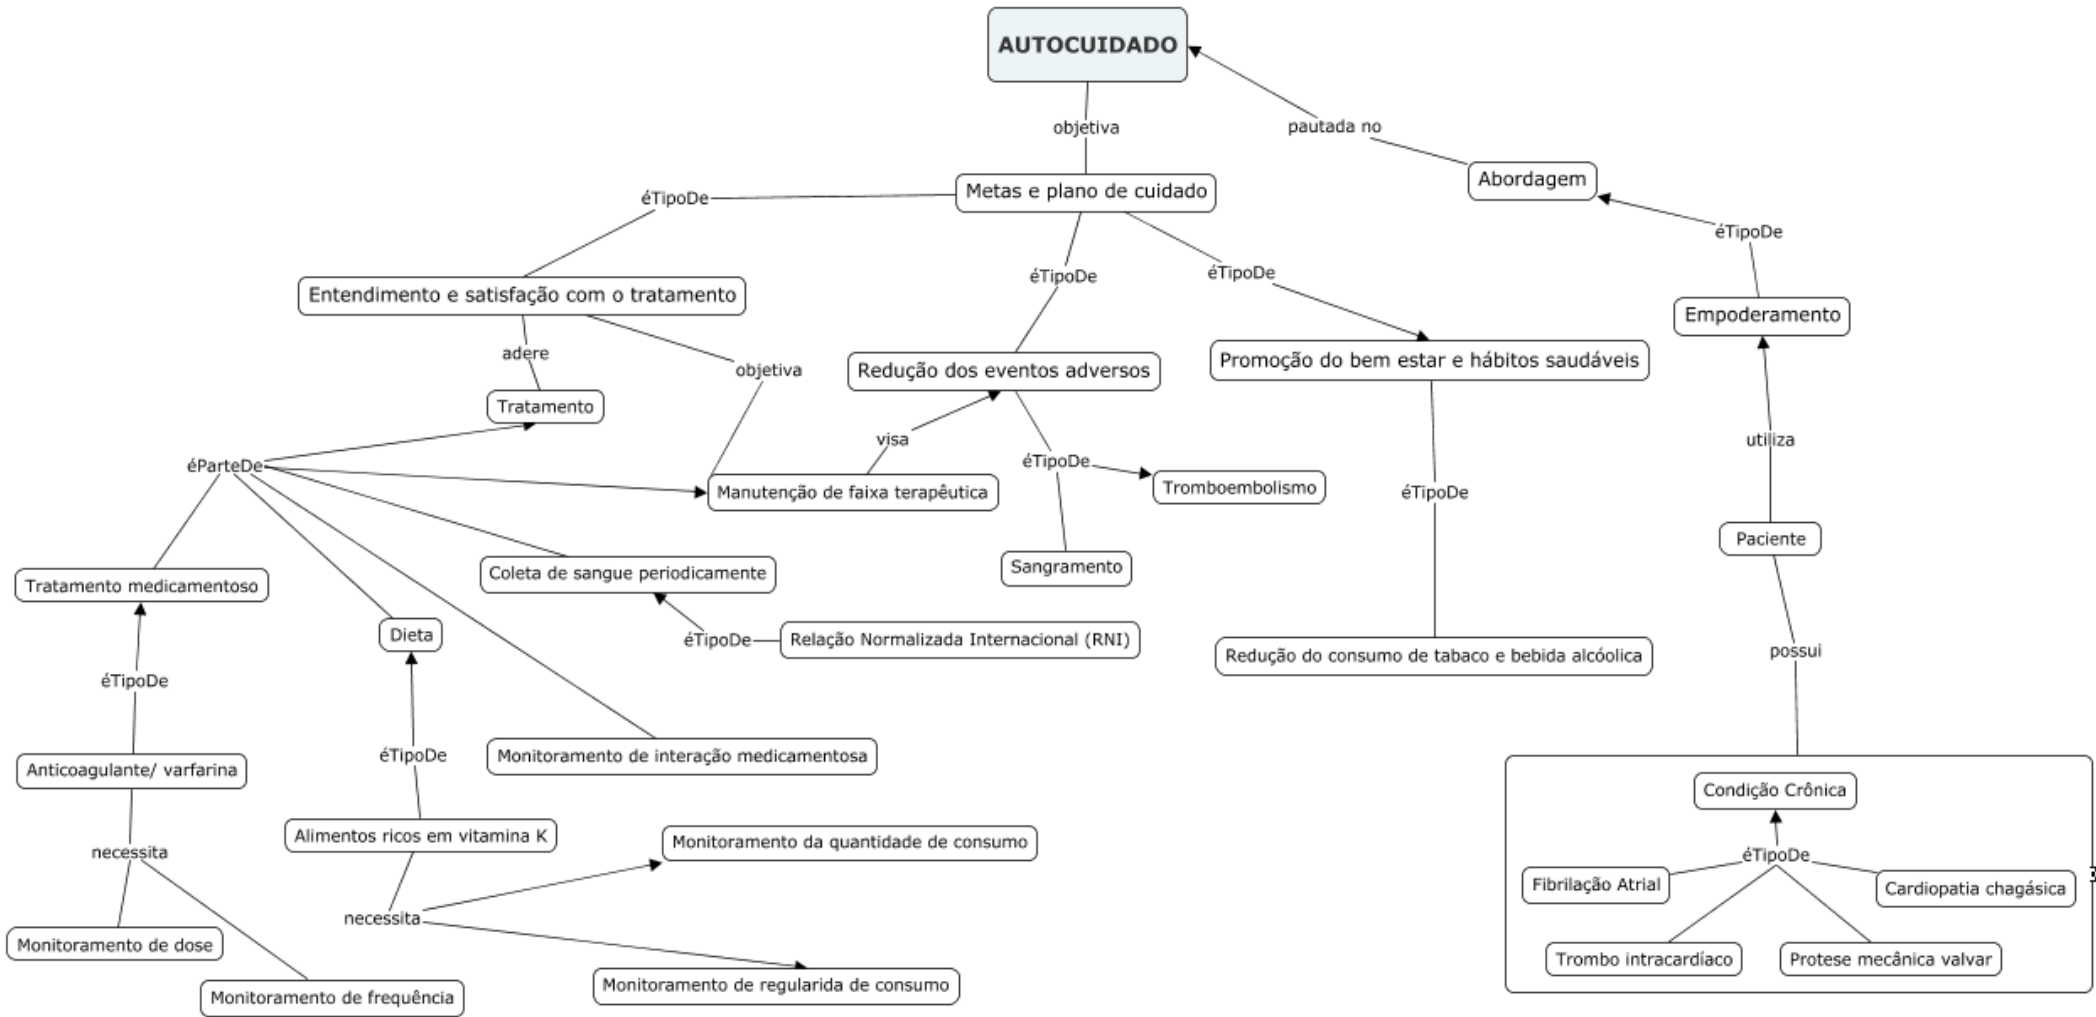 AUTOCUIDADO
objetiva
pautada no
Abordagem
Metas e plano de cuidado
éTipoDe
éTipoDe
éTipoDe
éTipoDe
Entendimento e satisfação com o tratamento
Empoderamento
adere
objetiva
Redução dos eventos adversos
Promoção do bem estar e hábitos saudáveis
Tratamento
visa
utiliza
éParteDe
éTipoDe
Manutenção de faixa terapêutica
Tromboembolismo
éTipoDe
Paciente
Tratamento medicamentoso
Coleta de sangue periodicamente
Sangramento
Dieta
éTipoDe
Relação Normalizada Internacional (RNI)
Redução do consumo de tabaco e bebida alcóolica
possui
éTipoDe
éTipoDe
Monitoramento de interação medicamentosa
Anticoagulante/ varfarina
Condição Crônica
Alimentos ricos em vitamina K
Monitoramento da quantidade de consumo
necessita
éTipoDe
Fibrilação Atrial
Cardiopatia chagásica
necessita
Monitoramento de dose
Trombo intracardíaco
Protese mecânica valvar
Monitoramento de regularida de consumo
Monitoramento de frequência